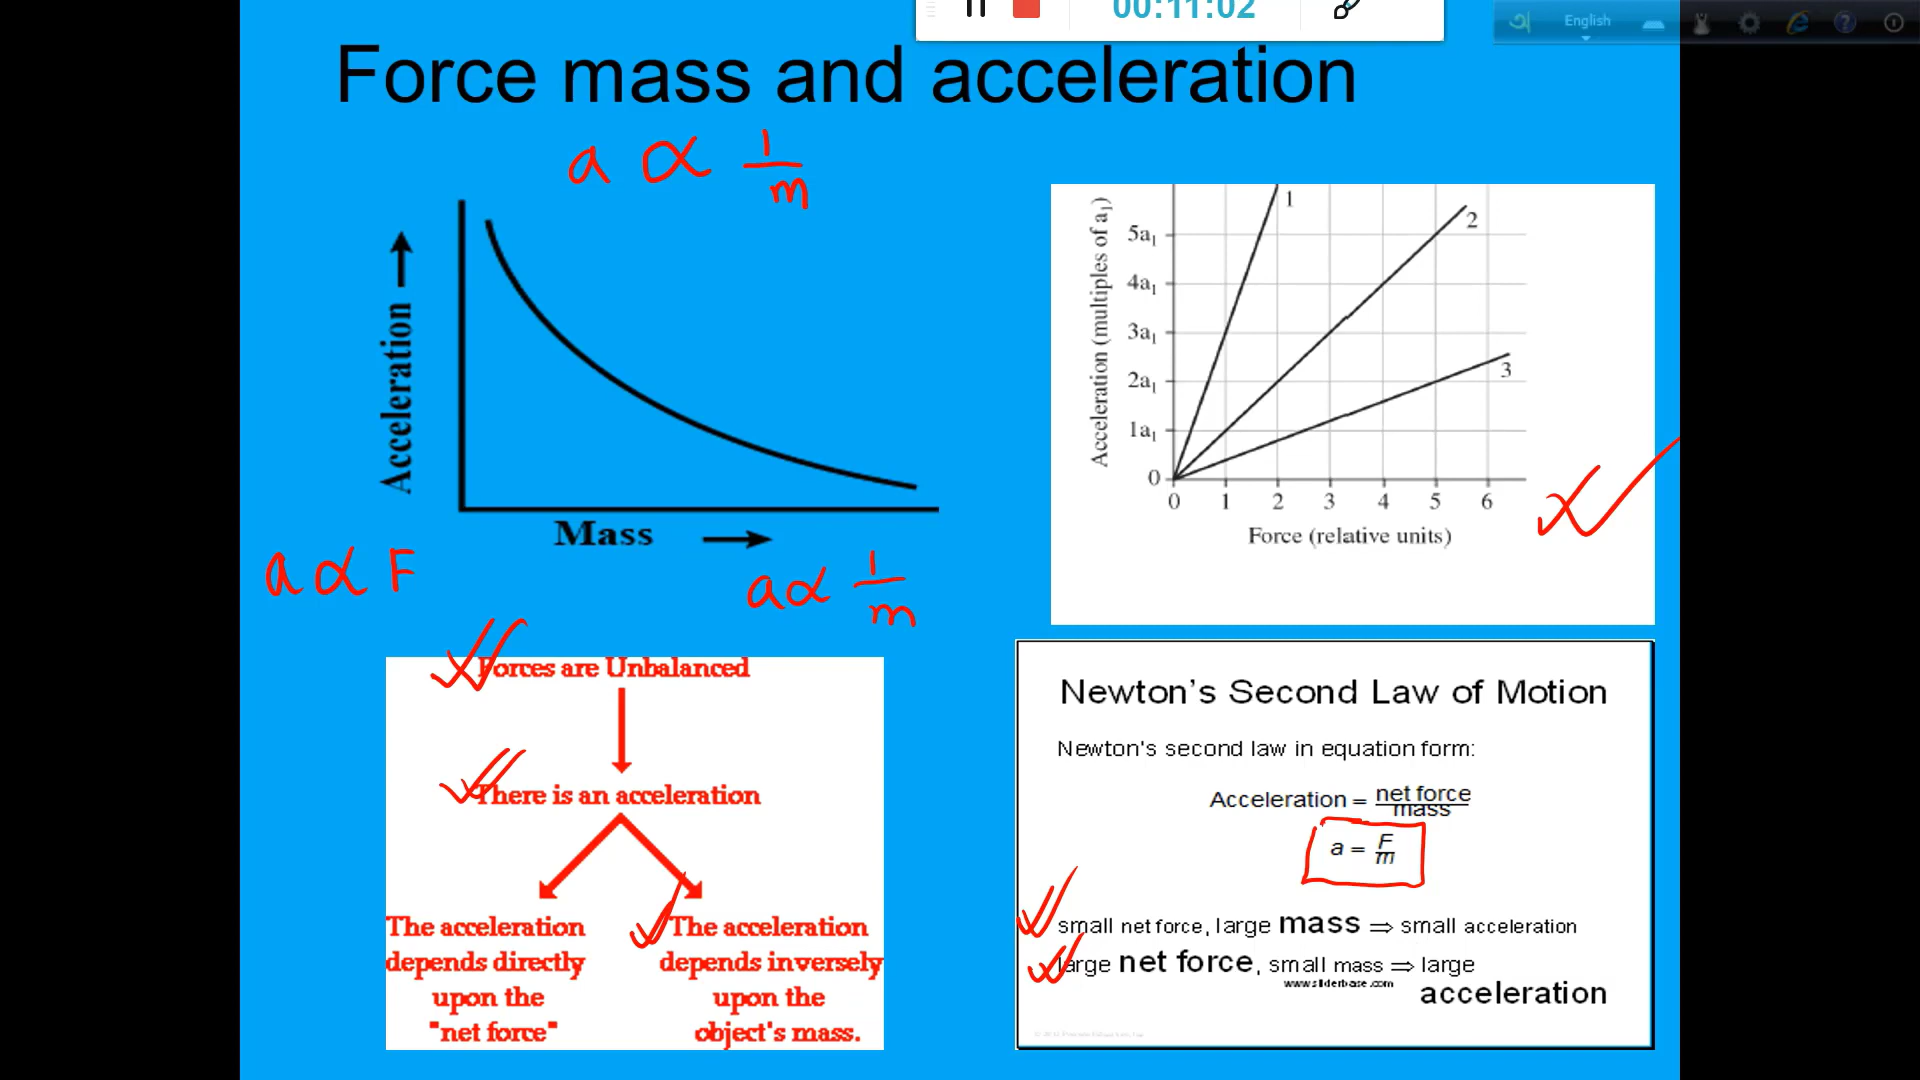 00:11:02
English
Force mass and acceleration
a ∝ 1/m
Acceleration
Mass
a ∝ F
a ∝ 1/m
Acceleration (multiples of a₁)
5a₁
4a₁
3a₁
2a₁
1a₁
0
0 1 2 3 4 5 6
1
2
3
Force (relative units)
Forces are Unbalanced
There is an acceleration
The acceleration
depends directly
upon the
"net force"
The acceleration
depends inversely
upon the
object's mass.
Newton's Second Law of Motion
Newton's second law in equation form:
Acceleration = net force / mass
a = F/m
small net force, large mass ⇒ small acceleration
large net force, small mass ⇒ large
www.sliderbase.com
acceleration